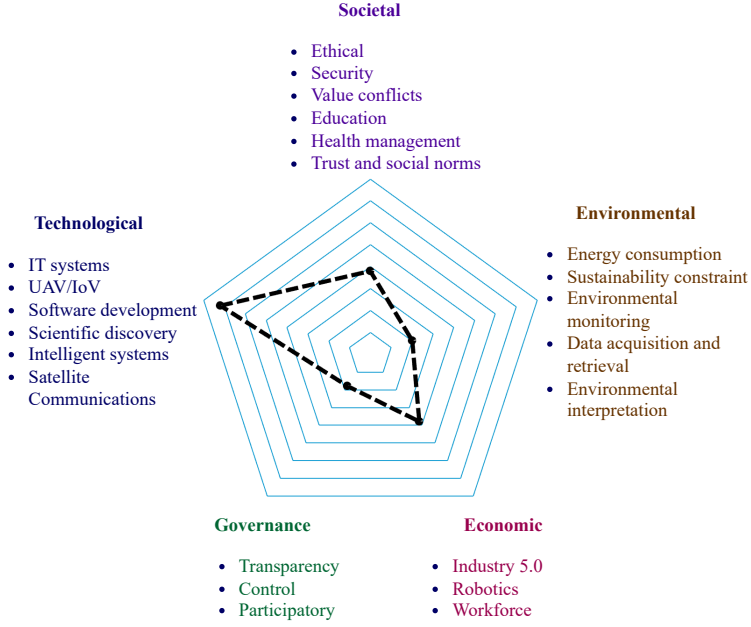 Societal
• Ethical
• Security
• Value conflicts
• Education
• Health management
• Trust and social norms
Technological
• IT systems
• UAV/IoV
• Software development
• Scientific discovery
• Intelligent systems
• Satellite
Communications
Environmental
• Energy consumption
• Sustainability constraint
• Environmental
monitoring
• Data acquisition and
retrieval
• Environmental
interpretation
Governance
• Transparency
• Control
• Participatory
Economic
• Industry 5.0
• Robotics
• Workforce